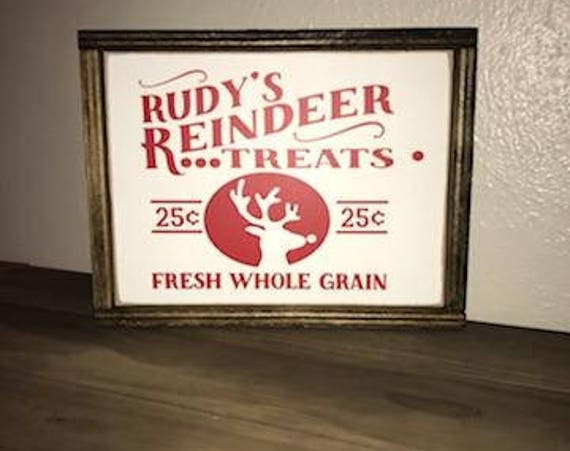 RUDY'S
REINDEER
R...TREATS •
25¢ 25¢
FRESH WHOLE GRAIN